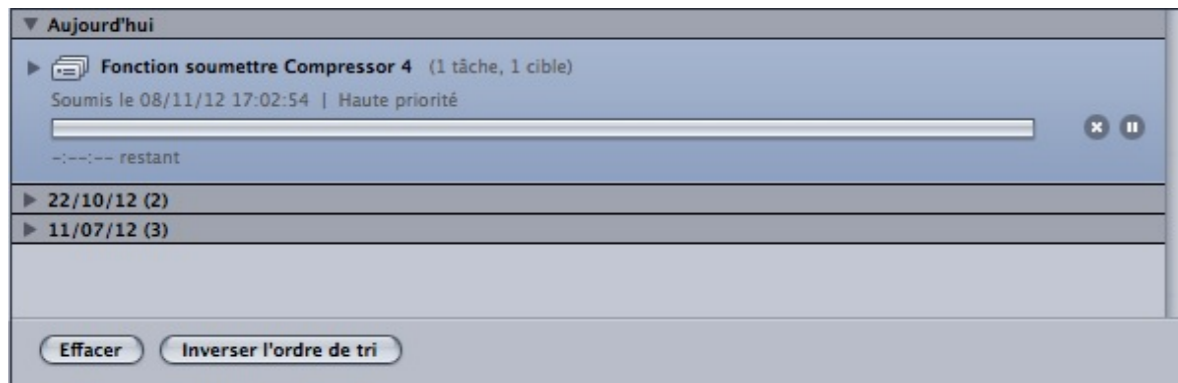 Aujourd'hui
Fonction soumettre Compressor 4 (1 tâche, 1 cible)
Soumis le 08/11/12 17:02:54 | Haute priorité
-:--:-- restant
22/10/12 (2)
11/07/12 (3)
Effacer Inverser l'ordre de tri